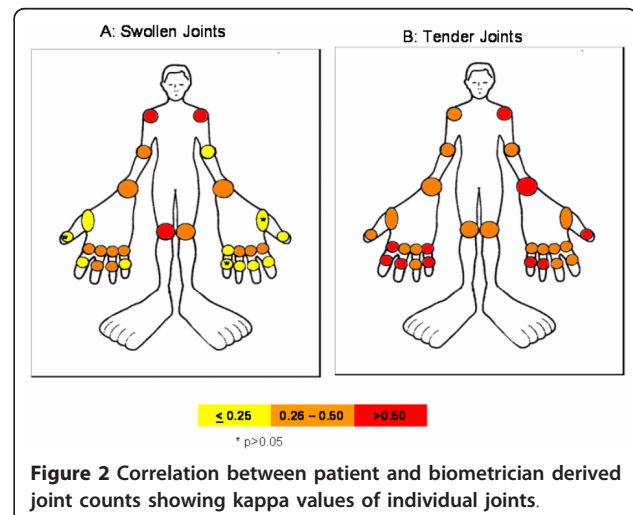 A: Swollen Joints
B: Tender Joints
≤ 0.25 0.26 – 0.50 >0.50
* p>0.05
Figure 2 Correlation between patient and biometrician derived
joint counts showing kappa values of individual joints.